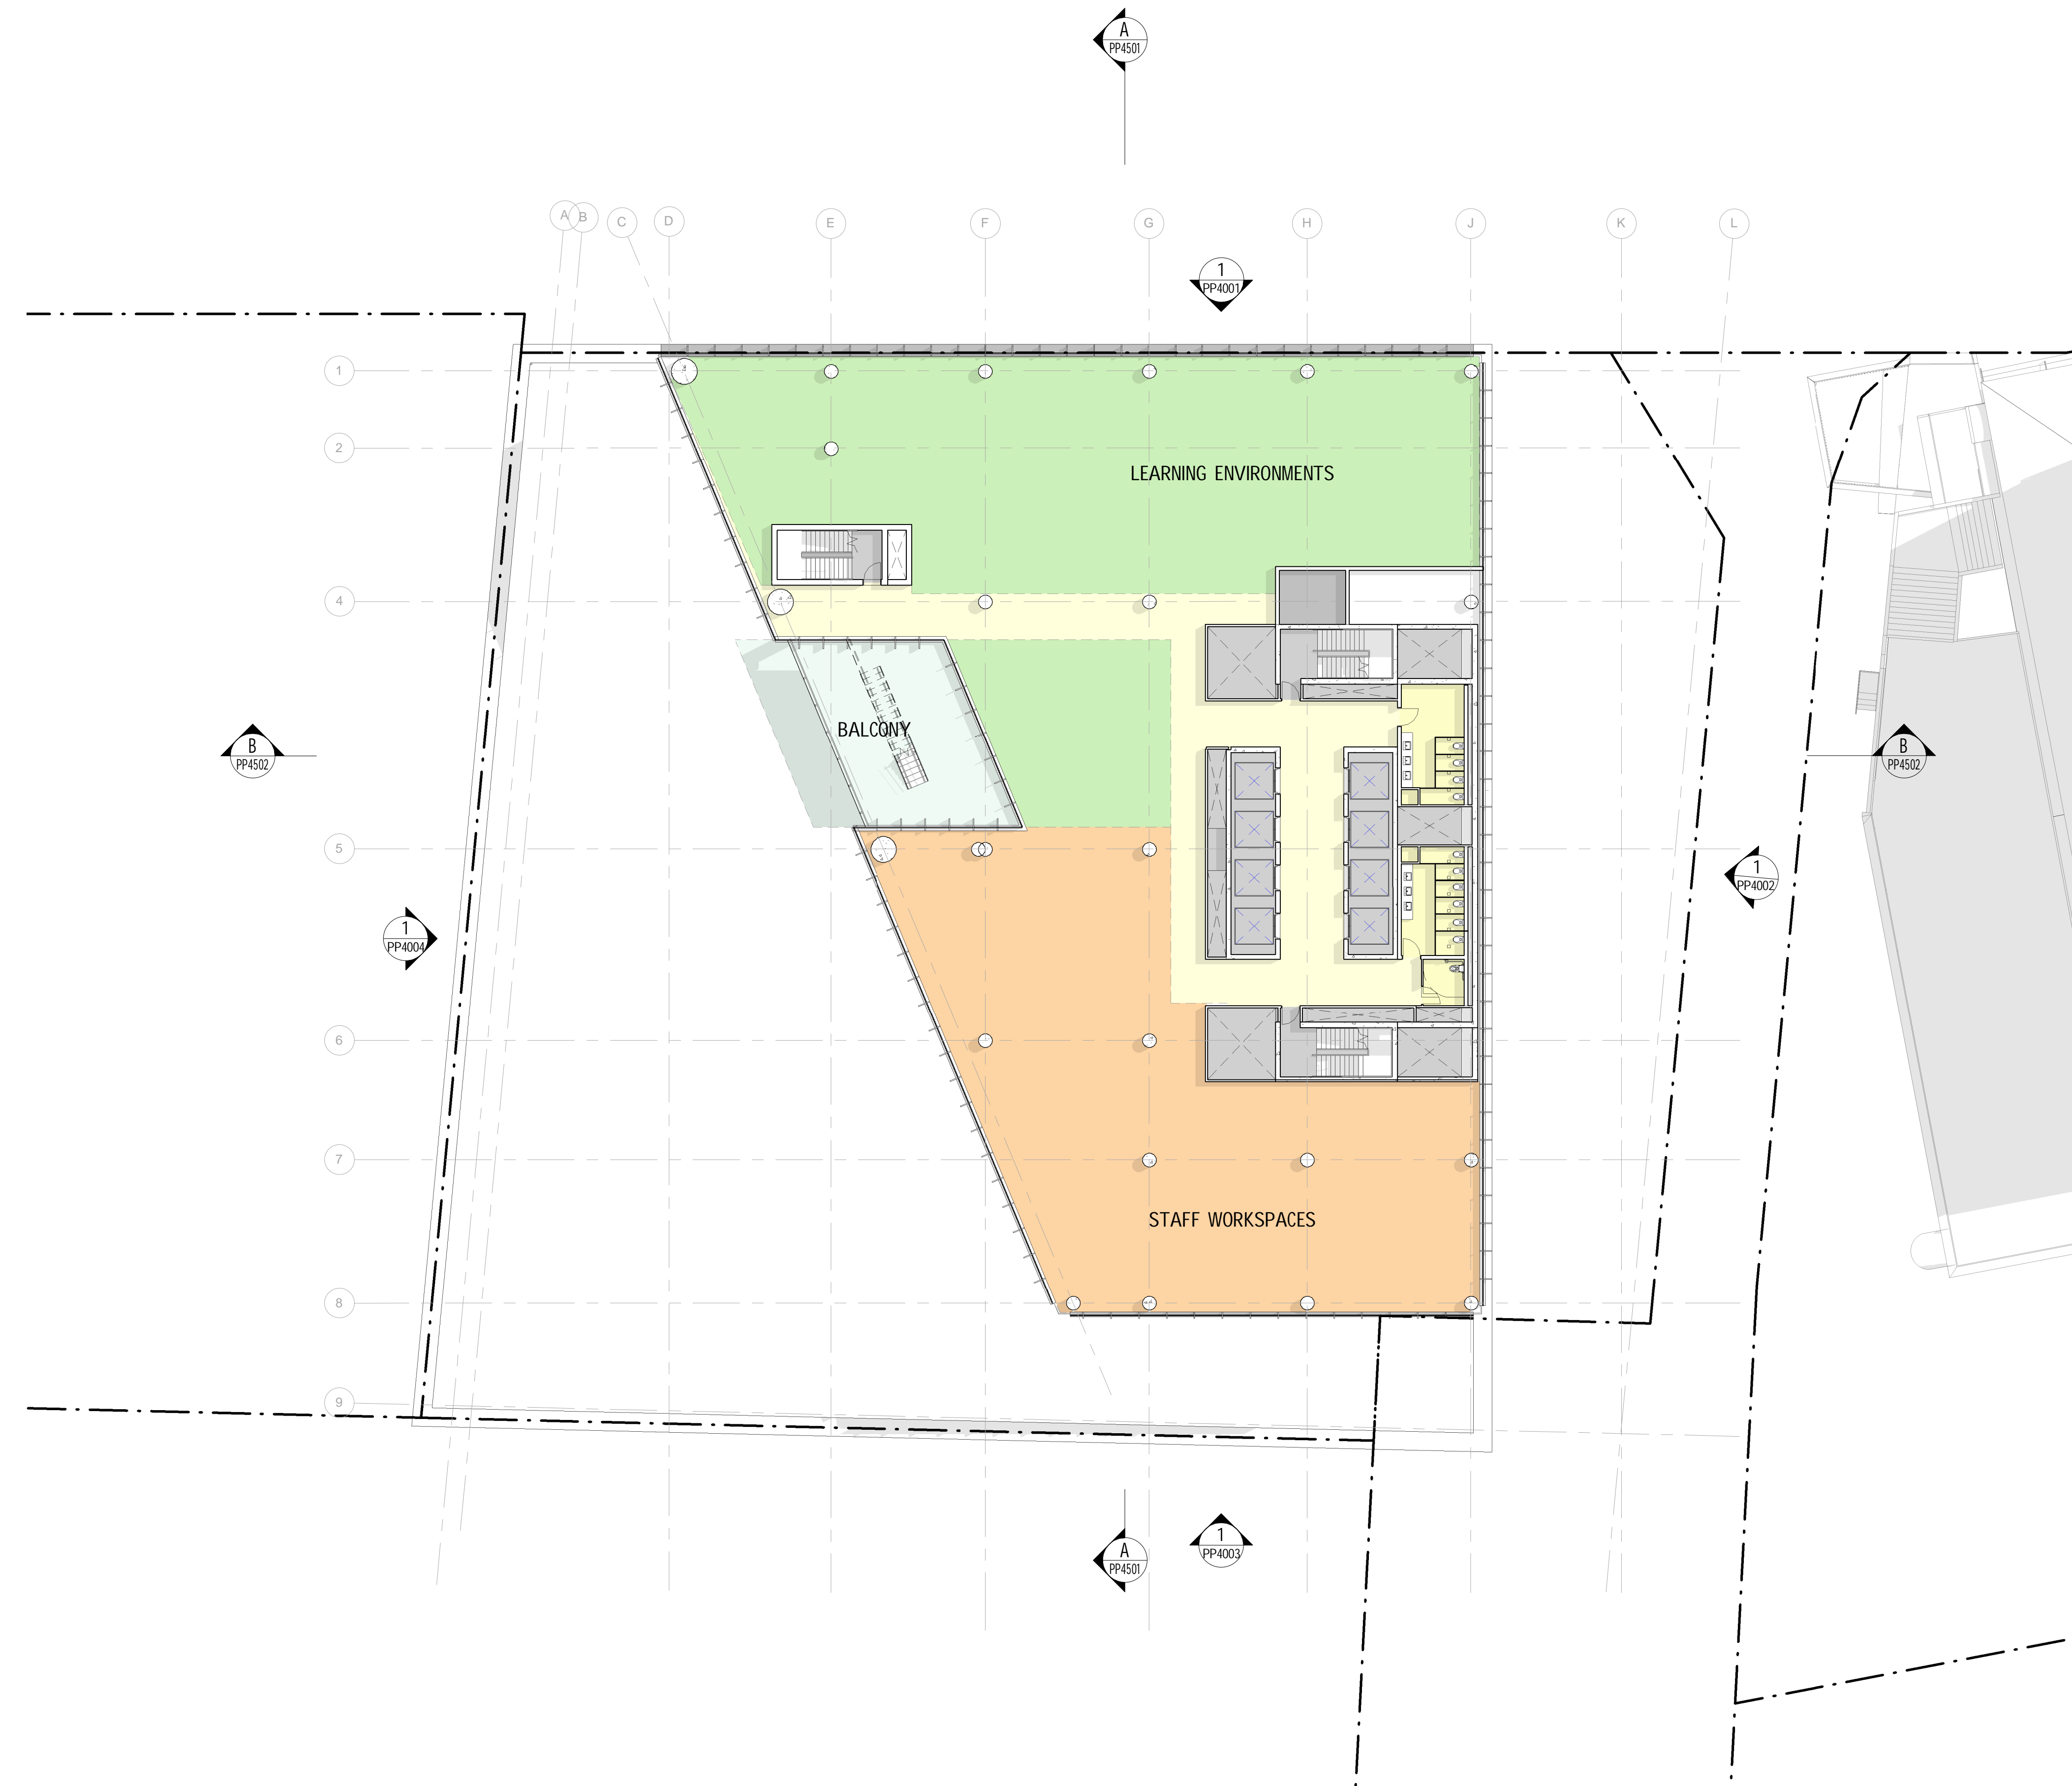 A
PP4501
A
B
C
D
E
F
G
H
J
K
L
1
PP4001
1
2
LEARNING ENVIRONMENTS
4
BALCONY
B
PP4502
B
PP4502
5
1
PP4002
1
PP4004
6
7
STAFF WORKSPACES
8
9
A
PP4501
1
PP4003